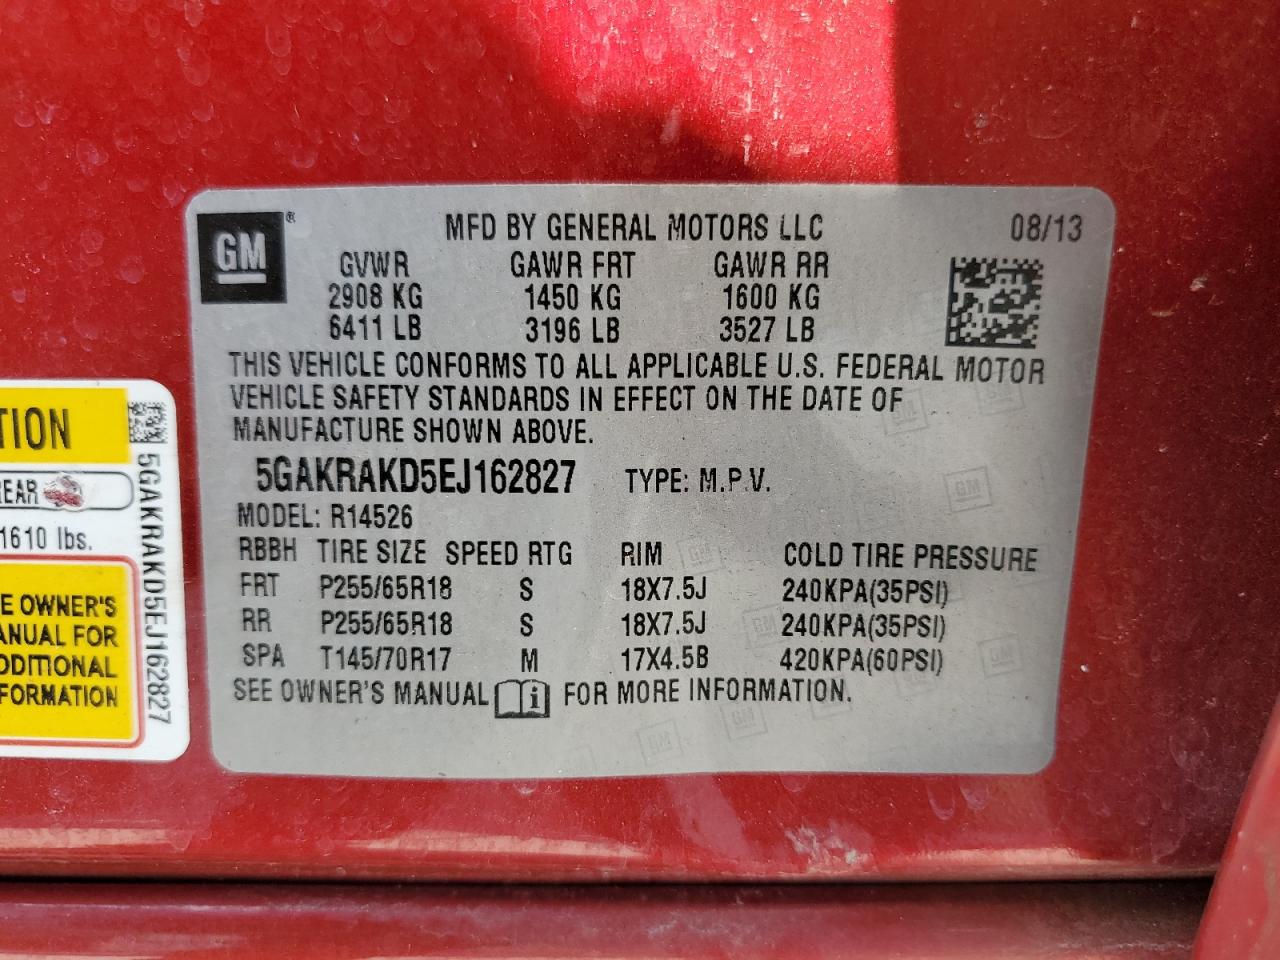 GM ®
MFD BY GENERAL MOTORS LLC 08/13
GVWR GAWR FRT GAWR RR
2908 KG 1450 KG 1600 KG
6411 LB 3196 LB 3527 LB
THIS VEHICLE CONFORMS TO ALL APPLICABLE U.S. FEDERAL MOTOR
VEHICLE SAFETY STANDARDS IN EFFECT ON THE DATE OF
MANUFACTURE SHOWN ABOVE.
5GAKRAKD5EJ162827 TYPE: M.P.V.
MODEL: R14526
RBBH TIRE SIZE SPEED RTG RIM COLD TIRE PRESSURE
FRT P255/65R18 S 18X7.5J 240KPA(35PSI)
RR P255/65R18 S 18X7.5J 240KPA(35PSI)
SPA T145/70R17 M 17X4.5B 420KPA(60PSI)
SEE OWNER'S MANUAL FOR MORE INFORMATION.
TION
REAR
1610 lbs.
E OWNER'S
ANUAL FOR
DDITIONAL
FORMATION
5GAKRAKD5EJ162827